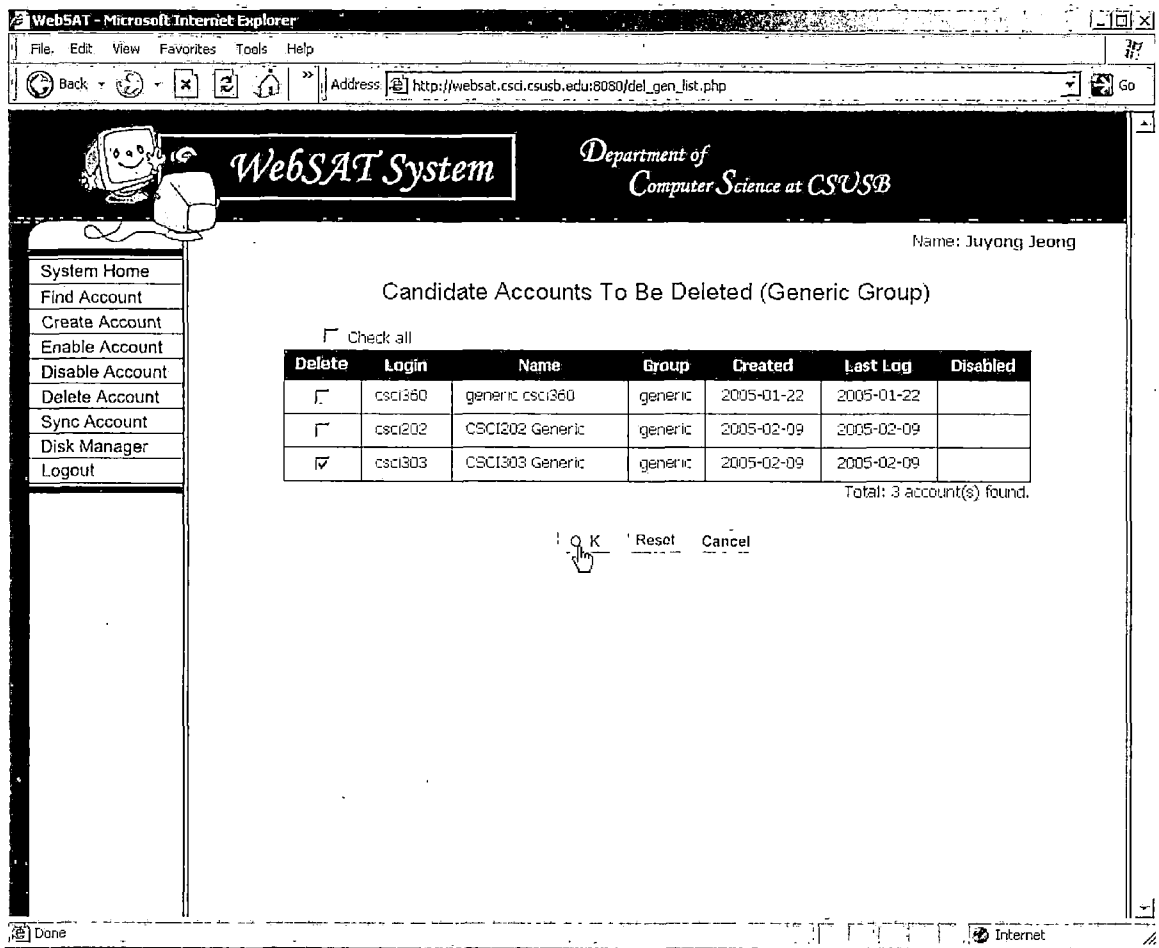 WebSAT - Microsoft Internet Explorer
File Edit View Favorites Tools Help
Back » Address http://websat.csci.csusb.edu:8080/del_gen_list.php Go
WebSAT System
Department of
Computer Science at CSUSB
Name: Juyong Jeong
System Home
Find Account
Create Account
Enable Account
Disable Account
Delete Account
Sync Account
Disk Manager
Logout
Candidate Accounts To Be Deleted (Generic Group)
Check all
Delete Login Name Group Created Last Log Disabled
csci360 generic csci360 generic 2005-01-22 2005-01-22
csci202 CSCI202 Generic generic 2005-02-09 2005-02-09
csci303 CSCI303 Generic generic 2005-02-09 2005-02-09
Total: 3 account(s) found.
O K Reset Cancel
Done Internet